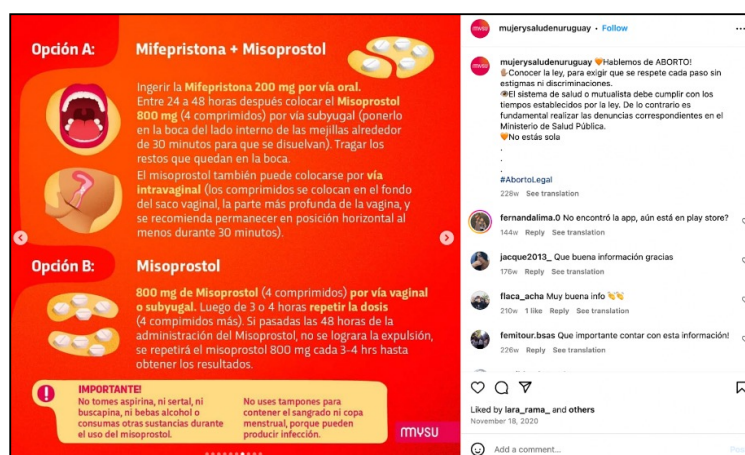 Opción A:
Mifepristona + Misoprostol
Ingerir la Mifepristona 200 mg por vía oral.
Entre 24 a 48 horas después colocar el Misoprostol
800 mg (4 comprimidos) por vía subyugal (ponerlo
en la boca del lado interno de las mejillas alrededor
de 30 minutos para que se disuelvan). Tragar los
restos que quedan en la boca.
El misoprostol también puede colocarse por vía
intravaginal (los comprimidos se colocan en el fondo
del saco vaginal, la parte más profunda de la vagina, y
se recomienda permanecer en posición horizontal al
menos durante 30 minutos).
Opción B:
Misoprostol
800 mg de Misoprostol (4 comprimidos) por vía vaginal
o subyugal. Luego de 3 o 4 horas repetir la dosis
(4 compimidos más). Si pasadas las 48 horas de la
administración del Misoprostol, no se lograra la expulsión,
se repetirá el misoprostol 800 mg cada 3-4 hrs hasta
obtener los resultados.
IMPORTANTE!
No tomes aspirina, ni sertal, ni
buscapina, ni bebas alcohol o
consumas otras sustancias durante
el uso del misoprostol.
No uses tampones para
contener el sangrado ni copa
menstrual, porque pueden
producir infección.
mysu
mysu
mujerysaludenuruguay • Follow
mysu
mujerysaludenuruguay 🧡Hablemos de ABORTO!
Conocer la ley, para exigir que se respete cada paso sin
estigmas ni discriminaciones.
El sistema de salud o mutualista debe cumplir con los
tiempos establecidos por la ley. De lo contrario es
fundamental realizar las denuncias correspondientes en el
Ministerio de Salud Pública.
🧡No estás sola
.
.
.
#AbortoLegal
228w See translation
fernandalima.0 No encontró la app, aún está en play store?
144w Reply See translation
jacque2013_ Que buena información gracias
176w Reply See translation
flaca_acha Muy buena info 👏👏
210w 1 like Reply See translation
femitour.bsas Que importante contar con esta información!
226w Reply See translation
Liked by lara_rama_ and others
November 18, 2020
Add a comment...